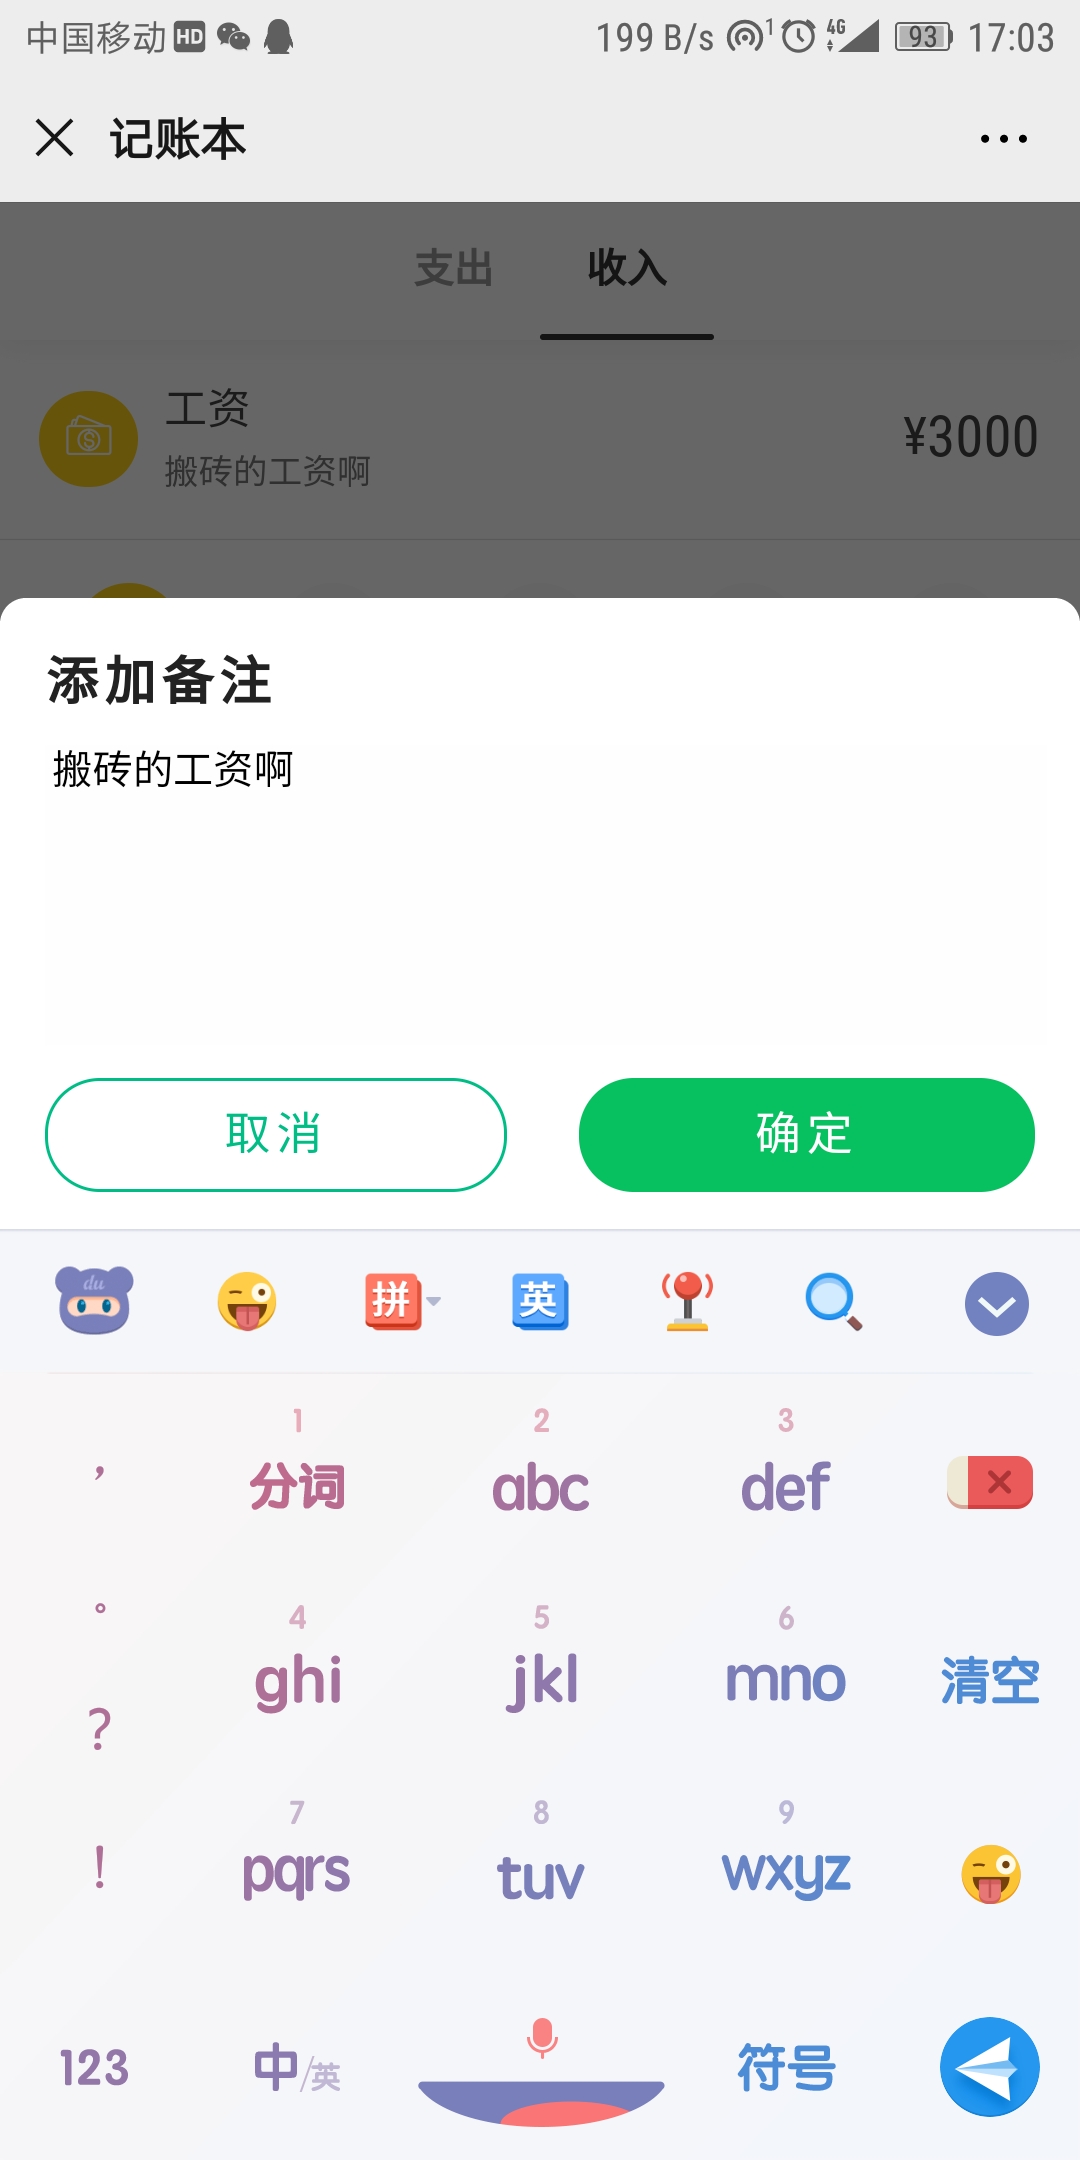 中国移动 HD 199 B/s 1 4G 93 17:03
记账本
支出 收入
工资
搬砖的工资啊
¥3000
添加备注
搬砖的工资啊
取消 确定
du 拼 英
1 2 3
， 分词 abc def
。 4 5 6
ghi jkl mno 清空
？
7 8 9
！ pqrs tuv wxyz
123 中/英 符号